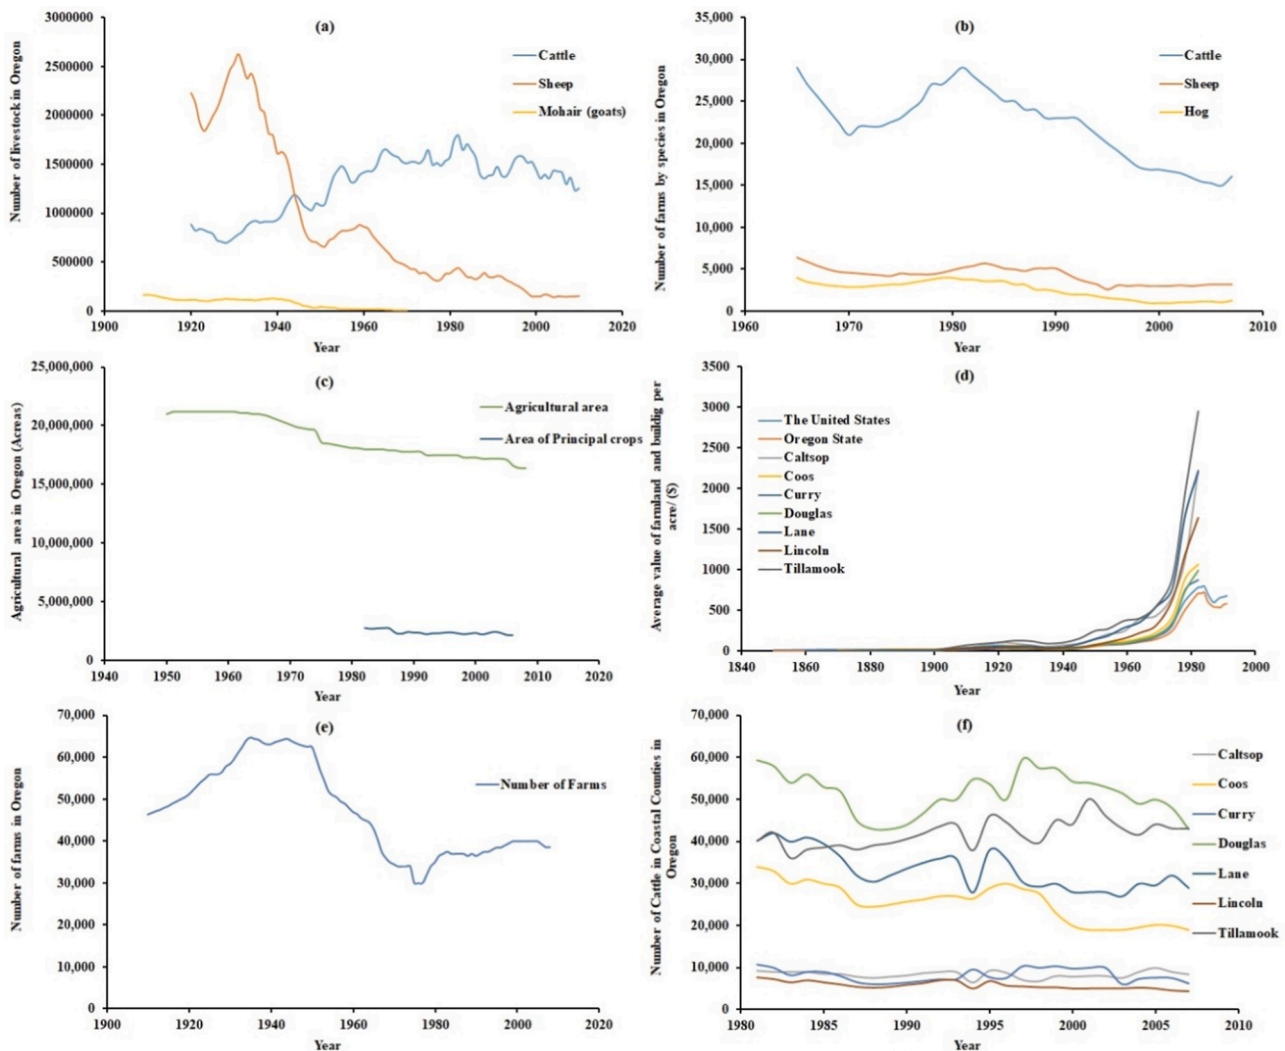 (a)
Number of livestock in Oregon
3000000
2500000
2000000
1500000
1000000
500000
0
1900 1920 1940 1960 1980 2000 2020
Year
Cattle
Sheep
Mohair (goats)
(b)
Number of farms by species in Oregon
35,000
30,000
25,000
20,000
15,000
10,000
5,000
0
1960 1970 1980 1990 2000 2010
Year
Cattle
Sheep
Hog
(c)
Agricultural area in Oregon (Acreas)
25,000,000
20,000,000
15,000,000
10,000,000
5,000,000
0
1940 1950 1960 1970 1980 1990 2000 2010 2020
Year
Agricultural area
Area of Principal crops
(d)
Average value of farmland and buildig per
acre/ ($)
3500
3000
2500
2000
1500
1000
500
0
1840 1860 1880 1900 1920 1940 1960 1980 2000
Year
The United States
Oregon State
Caltsop
Coos
Curry
Douglas
Lane
Lincoln
Tillamook
(e)
Number of farms in Oregon
70,000
60,000
50,000
40,000
30,000
20,000
10,000
0
1900 1920 1940 1960 1980 2000 2020
Year
Number of Farms
(f)
Number of Cattle in Coastal Counties in
Oregon
70,000
60,000
50,000
40,000
30,000
20,000
10,000
0
1980 1985 1990 1995 2000 2005 2010
Year
Caltsop
Coos
Curry
Douglas
Lane
Lincoln
Tillamook